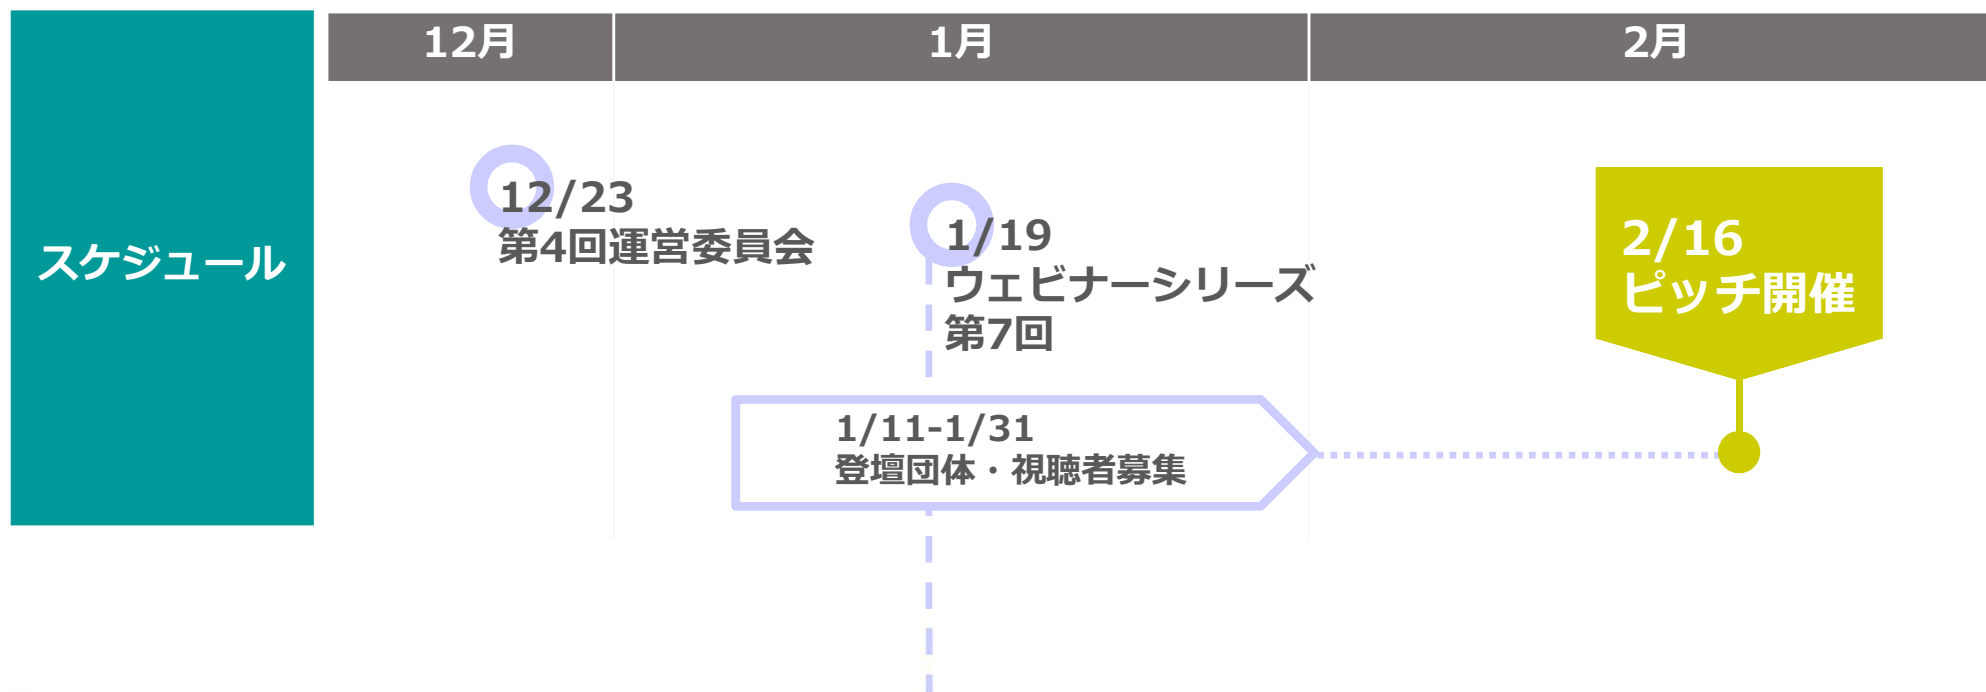 スケジュール
12月
1月
2月
12/23
第4回運営委員会
1/19
ウェビナーシリーズ
第7回
2/16
ピッチ開催
1/11-1/31
登壇団体・視聴者募集